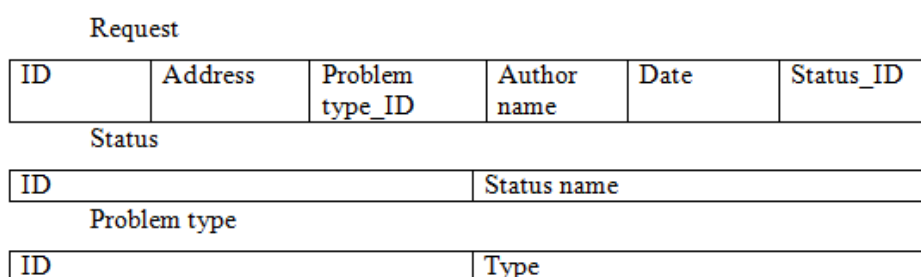 Request
ID Address Problem type_ID Author name Date Status_ID
Status
ID Status name
Problem type
ID Type